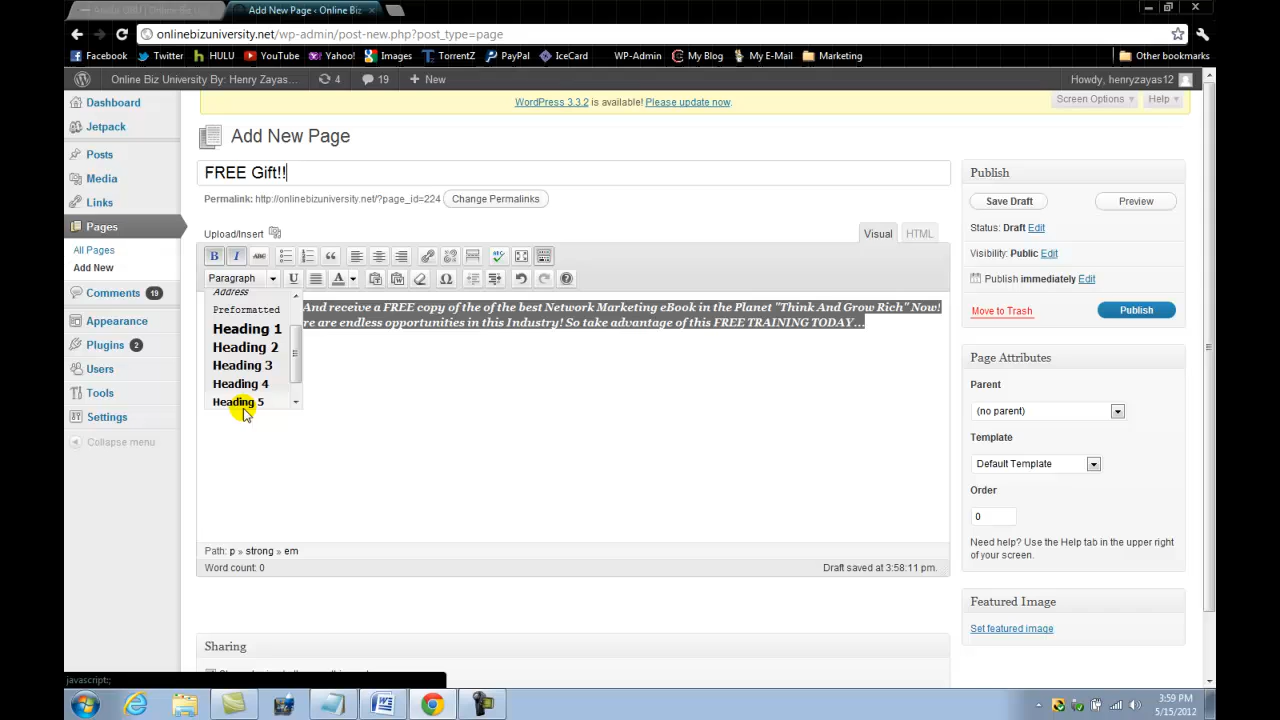 Add New Page ‹ Online Biz
onlinebizuniversity.net/wp-admin/post-new.php?post_type=page
Facebook Twitter HULU YouTube Yahoo! Images TorrentZ PayPal IceCard WP-Admin My Blog My E-Mail Marketing Other bookmarks
Online Biz University By: Henry Zayas... 4 19 + New Howdy, henryzayas12
WordPress 3.3.2 is available! Please update now.
Screen Options Help
Dashboard
Jetpack
Posts
Media
Links
Pages
All Pages
Add New
Comments 19
Appearance
Plugins 2
Users
Tools
Settings
Collapse menu
Add New Page
FREE Gift!!
Permalink: http://onlinebizuniversity.net/?page_id=224 Change Permalinks
Upload/Insert Visual HTML
B I ABC
Paragraph U A Ω
Address
Preformatted
Heading 1
Heading 2
Heading 3
Heading 4
Heading 5
And receive a FREE copy of the of the best Network Marketing eBook in the Planet "Think And Grow Rich" Now!
re are endless opportunities in this Industry! So take advantage of this FREE TRAINING TODAY...
Path: p » strong » em
Word count: 0 Draft saved at 3:58:11 pm.
Sharing
Publish
Save Draft Preview
Status: Draft Edit
Visibility: Public Edit
Publish immediately Edit
Move to Trash Publish
Page Attributes
Parent
(no parent)
Template
Default Template
Order
0
Need help? Use the Help tab in the upper right
of your screen.
Featured Image
Set featured image
javascript:;
3:59 PM
5/15/2012